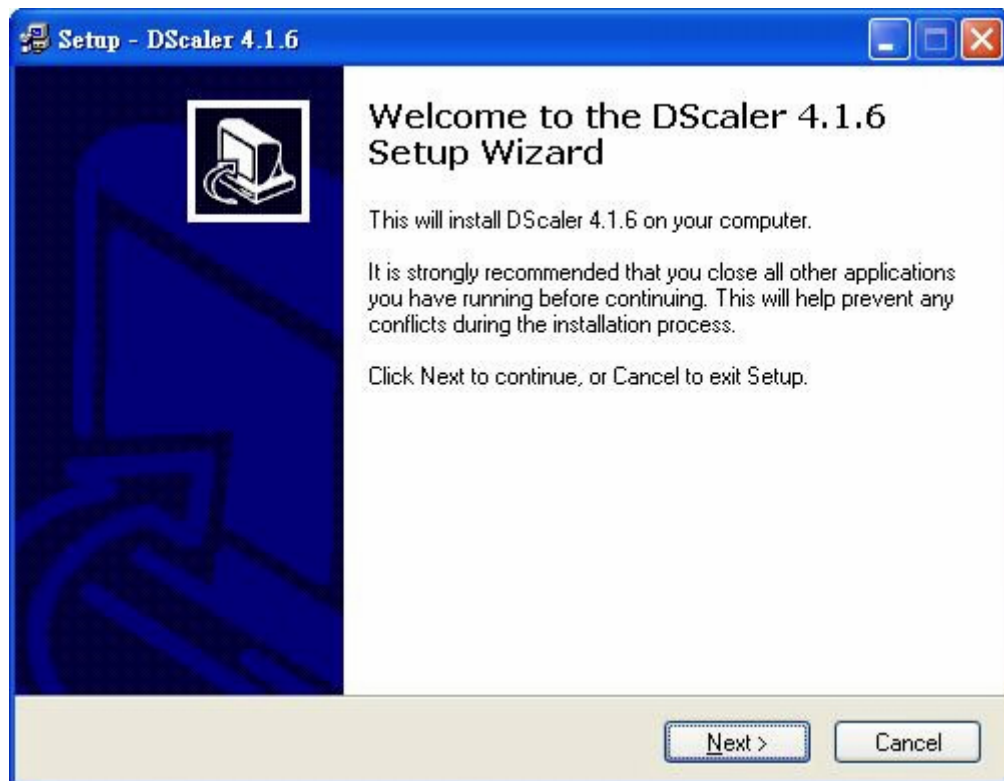 Setup - DScaler 4.1.6
Welcome to the DScaler 4.1.6
Setup Wizard
This will install DScaler 4.1.6 on your computer.
It is strongly recommended that you close all other applications
you have running before continuing. This will help prevent any
conflicts during the installation process.
Click Next to continue, or Cancel to exit Setup.
Next >
Cancel